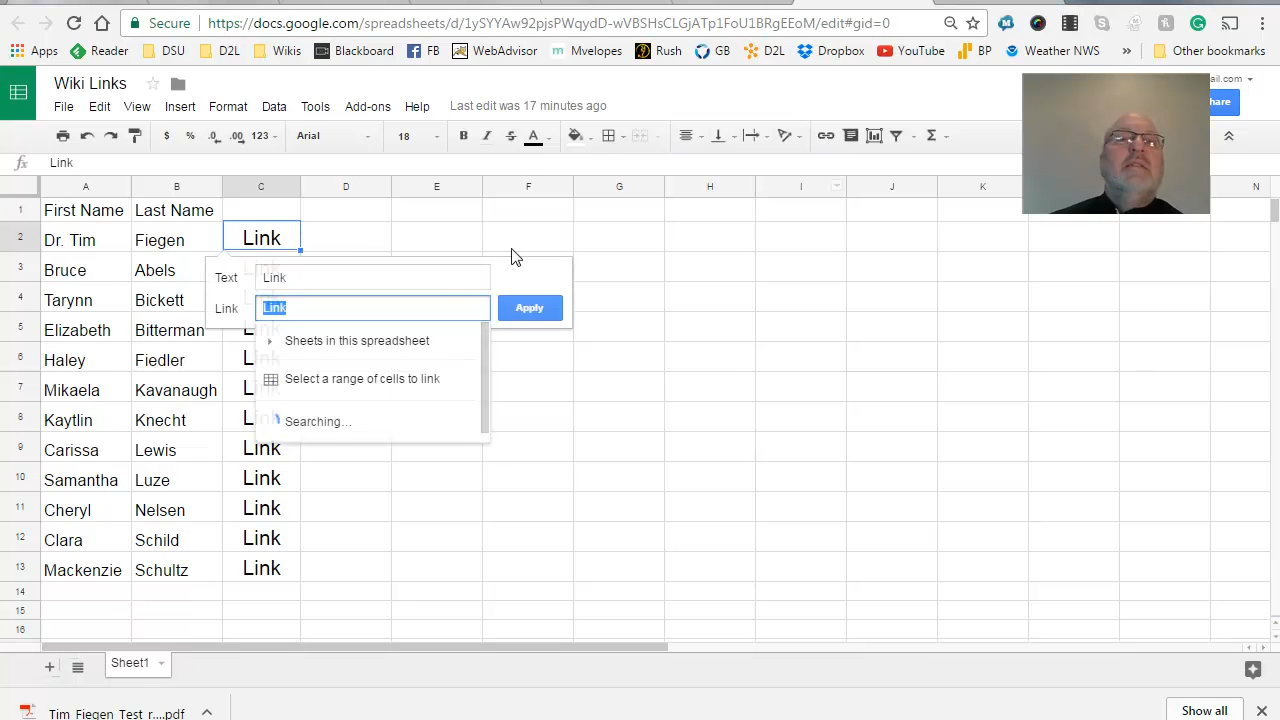 Secure https://docs.google.com/spreadsheets/d/1ySYYAw92pjsPWqydD-wVBSHsCLGJATp1FoU1BRgEEoM/edit#gid=0
Apps Reader DSU D2L Wikis Blackboard FB WebAdvisor Mvelopes Rush GB D2L Dropbox YouTube BP Weather NWS » Other bookmarks
Wiki Links
File Edit View Insert Format Data Tools Add-ons Help Last edit was 17 minutes ago
$ % .0 .00 123 Arial 18 B I S A Σ
fx Link
A B C D E F G H I J K N
1 First Name Last Name
2 Dr. Tim Fiegen Link
3 Bruce Abels
4 Tarynn Bickett
5 Elizabeth Bitterman
6 Haley Fiedler
7 Mikaela Kavanaugh
8 Kaytlin Knecht
9 Carissa Lewis Link
10 Samantha Luze Link
11 Cheryl Nelsen Link
12 Clara Schild Link
13 Mackenzie Schultz Link
14
15
16
Text Link
Link Link Apply
Sheets in this spreadsheet
Select a range of cells to link
Searching...
+ Sheet1
Tim_Fiegen_Test_r....pdf Show all